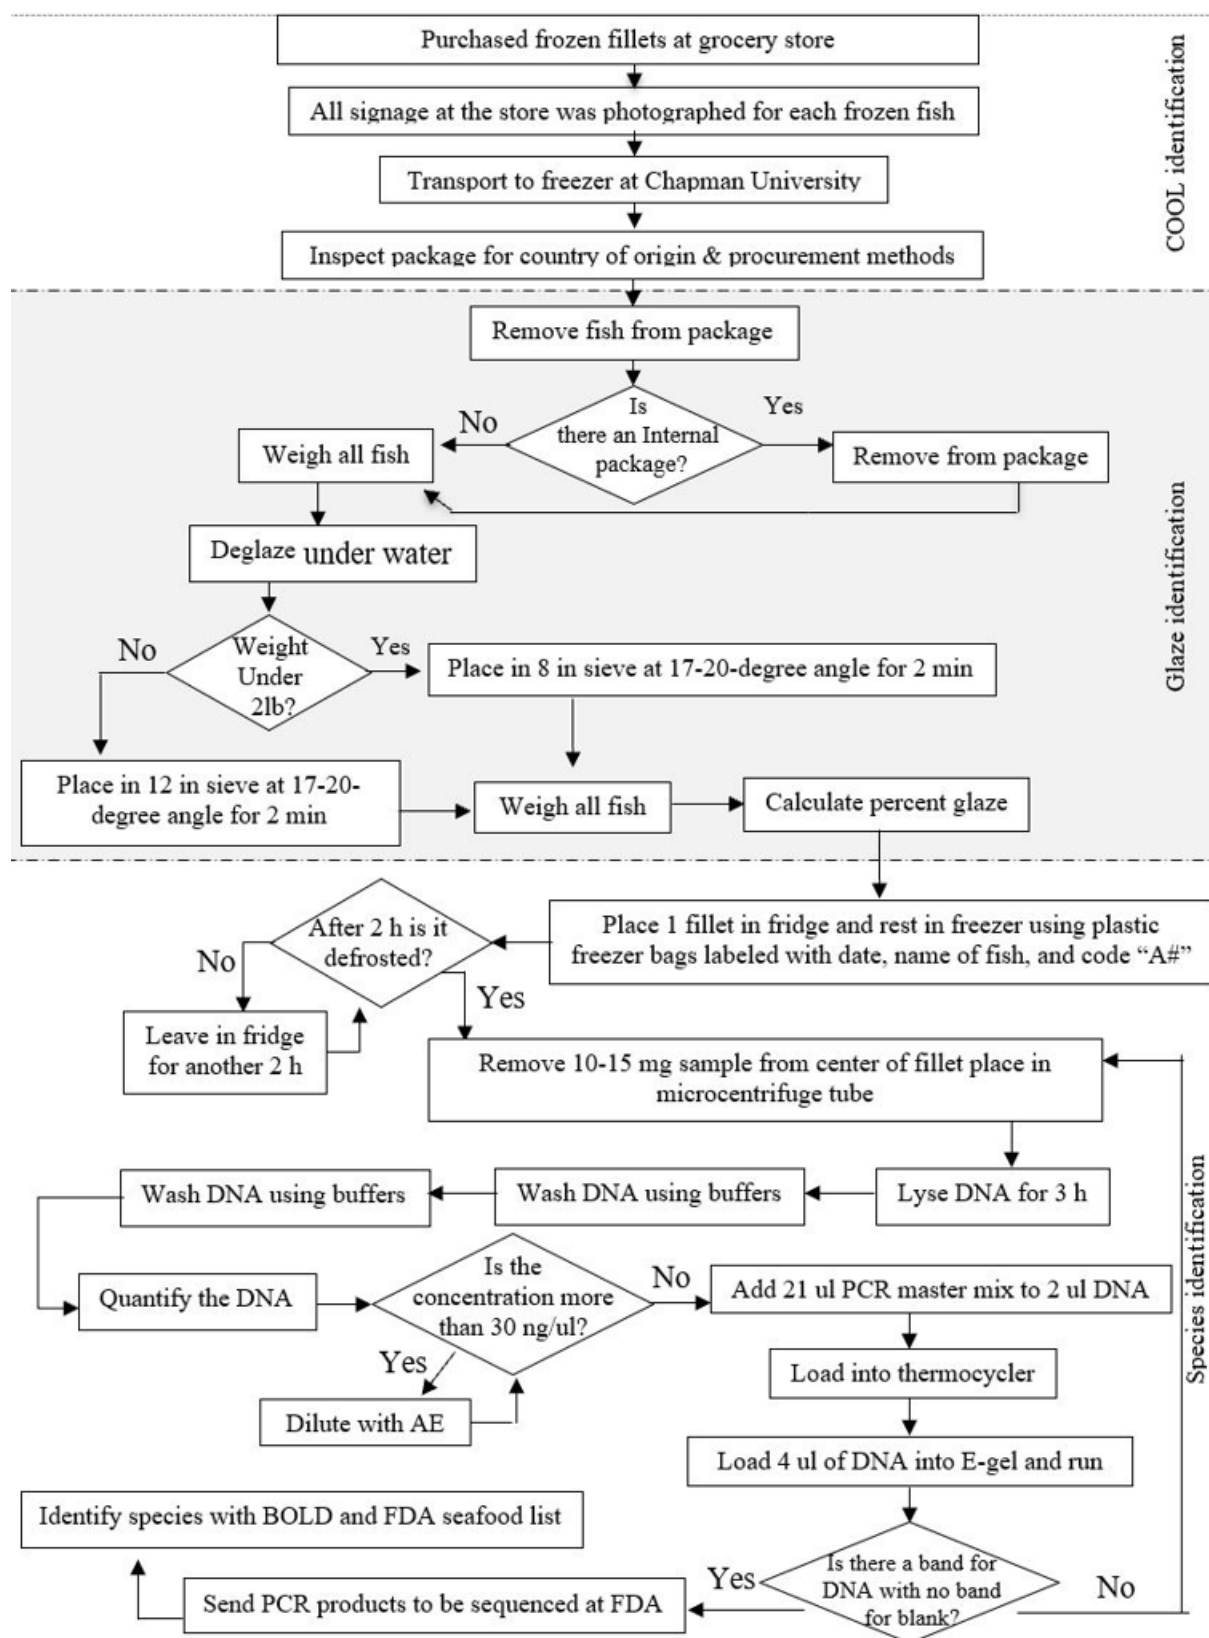 Purchased frozen fillets at grocery store
All signage at the store was photographed for each frozen fish
Transport to freezer at Chapman University
Inspect package for country of origin & procurement methods
COOL identification
Remove fish from package
Is
there an Internal
package?
No
Yes
Weigh all fish
Remove from package
Deglaze under water
Weight
Under
2lb?
No
Yes
Place in 8 in sieve at 17-20-degree angle for 2 min
Place in 12 in sieve at 17-20-
degree angle for 2 min
Weigh all fish
Calculate percent glaze
Glaze identification
Place 1 fillet in fridge and rest in freezer using plastic
freezer bags labeled with date, name of fish, and code “A#”
After 2 h is it
defrosted?
No
Yes
Leave in fridge
for another 2 h
Remove 10-15 mg sample from center of fillet place in
microcentrifuge tube
Lyse DNA for 3 h
Wash DNA using buffers
Wash DNA using buffers
Quantify the DNA
Is the
concentration more
than 30 ng/ul?
No
Yes
Dilute with AE
Add 21 ul PCR master mix to 2 ul DNA
Load into thermocycler
Load 4 ul of DNA into E-gel and run
Is there a band for
DNA with no band
for blank?
Yes
No
Send PCR products to be sequenced at FDA
Identify species with BOLD and FDA seafood list
Species identification